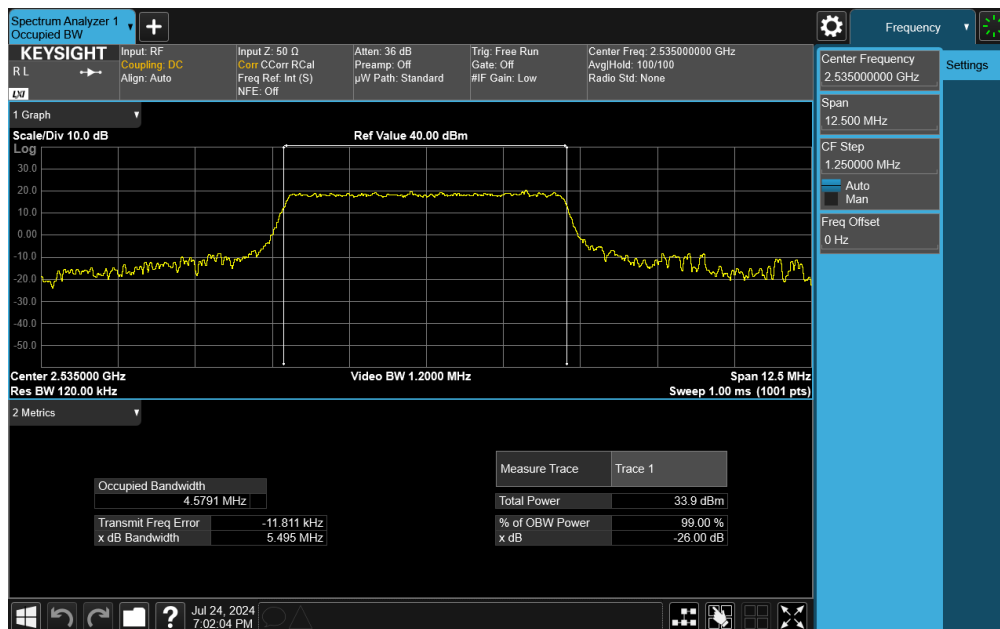 Spectrum Analyzer 1
Occupied BW
Frequency
KEYSIGHT
R L
LXI
Input: RF
Coupling: DC
Align: Auto
Input Z: 50 Ω
Corr CCorr RCal
Freq Ref: Int (S)
NFE: Off
Atten: 36 dB
Preamp: Off
µW Path: Standard
Trig: Free Run
Gate: Off
#IF Gain: Low
Center Freq: 2.535000000 GHz
Avg|Hold: 100/100
Radio Std: None
Center Frequency
2.535000000 GHz
Settings
Span
12.500 MHz
CF Step
1.250000 MHz
Auto
Man
Freq Offset
0 Hz
1 Graph
Scale/Div 10.0 dB
Ref Value 40.00 dBm
Log
30.0
20.0
10.0
0.00
-10.0
-20.0
-30.0
-40.0
-50.0
Center 2.535000 GHz
Video BW 1.2000 MHz
Span 12.5 MHz
Res BW 120.00 kHz
Sweep 1.00 ms (1001 pts)
2 Metrics
Measure Trace Trace 1
Occupied Bandwidth
4.5791 MHz
Total Power 33.9 dBm
Transmit Freq Error -11.811 kHz
% of OBW Power 99.00 %
x dB Bandwidth 5.495 MHz
x dB -26.00 dB
?
Jul 24, 2024
7:02:04 PM